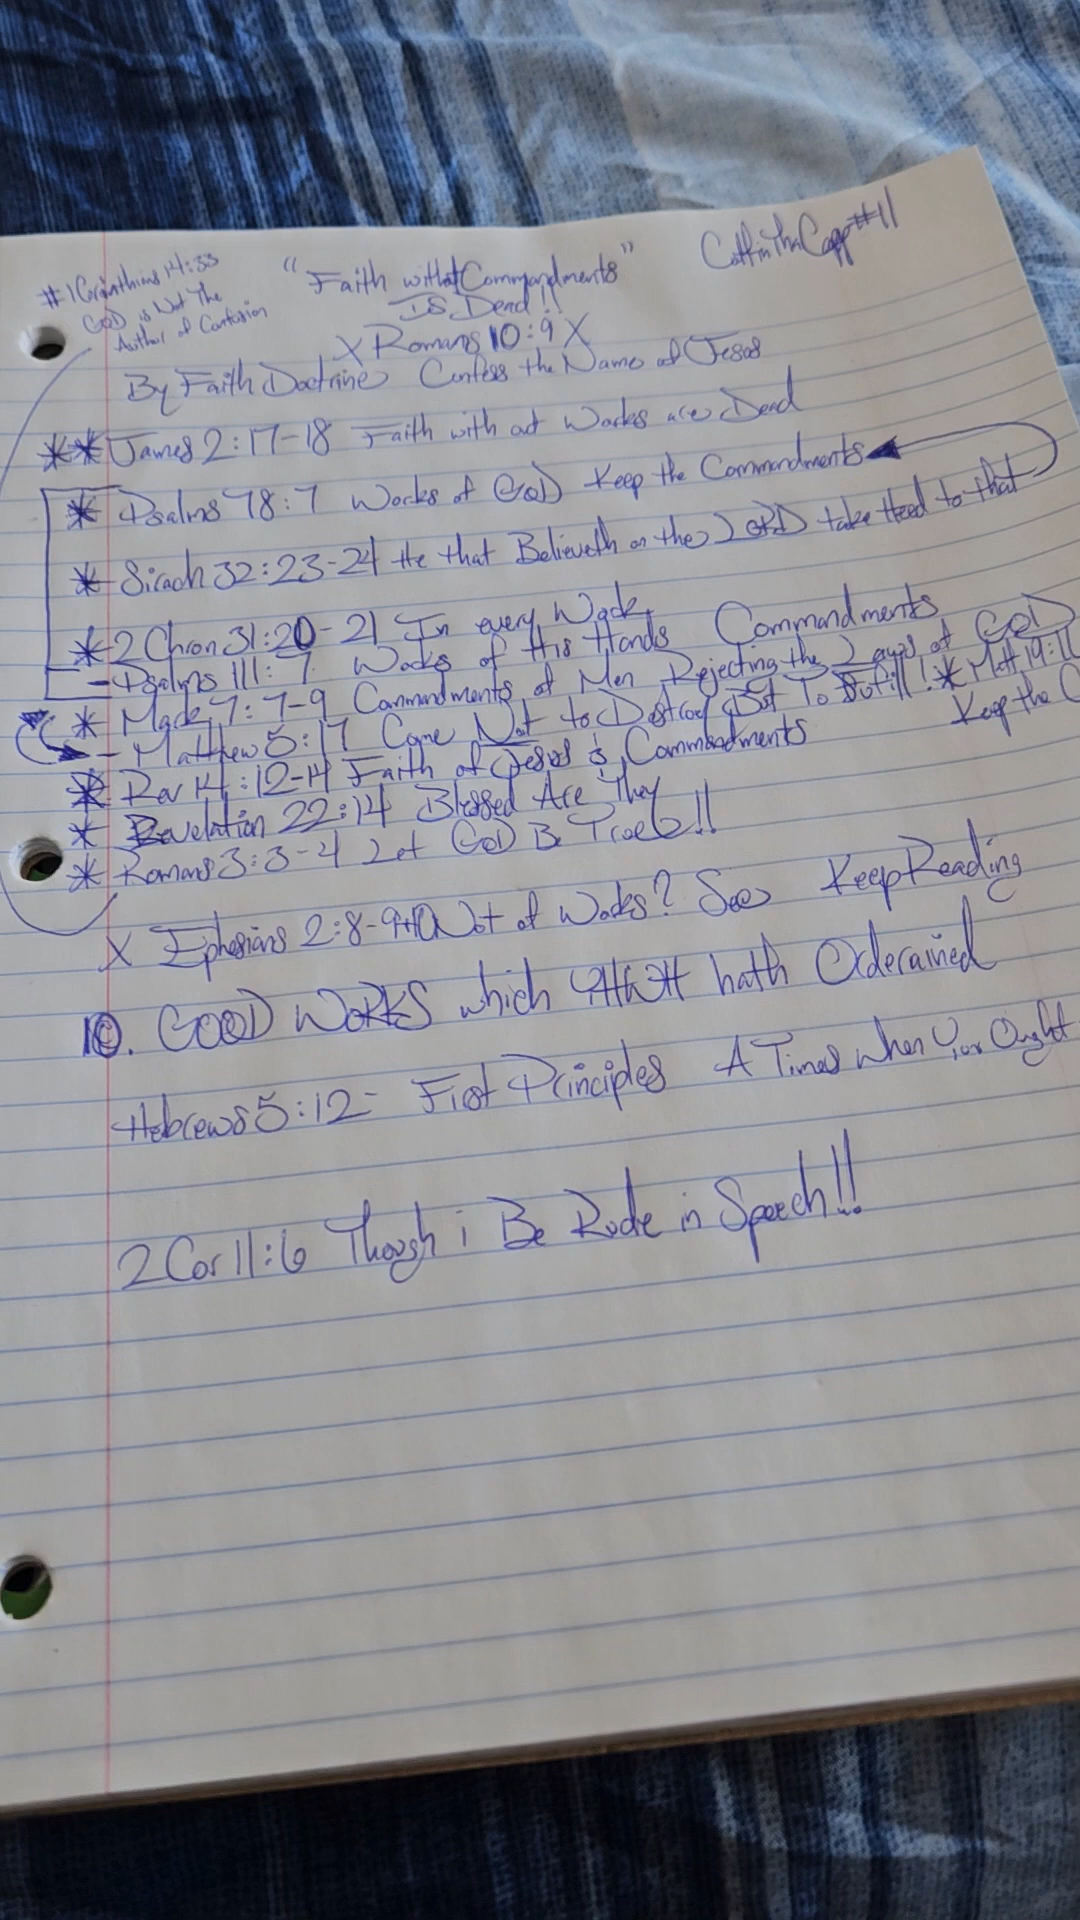 #1Corinthians 14:33
GOD is Not The
Author of Confusion
"Faith without Commandments"
IS Dead!!
X Romans 10:9 X
By Faith Doctrine Confess the Name of Jesus
** James 2:17-18 Faith with out Works are Dead
* Psalms 78:7 Works of GOD Keep the Commandments
* Sirach 32:23-24 He that Believeth on the LORD take Heed to that
* 2 Chron 31:20-21 In every Work Commandments
- Psalms 111:7 Works of His Hands
* Mark 7:7-9 Commandments of Men Rejecting the Laws of GOD
- Matthew 5:17 Came Not to Destroy But To Fulfill! * Matt 19:1
Keep the C
* Rev 14:12-14 Faith of Jesus & Commandments
* Revelation 22:14 Blessed Are They
* Romans 3:3-4 Let GOD Be True!!
X Ephesians 2:8-9+10 Not of Works? See Keep Reading
10. GOOD WORKS which hath Orderained
Hebrews 5:12- First Principles A Time when You Ought
2 Cor 11:6 Though i Be Rude in Speech!!